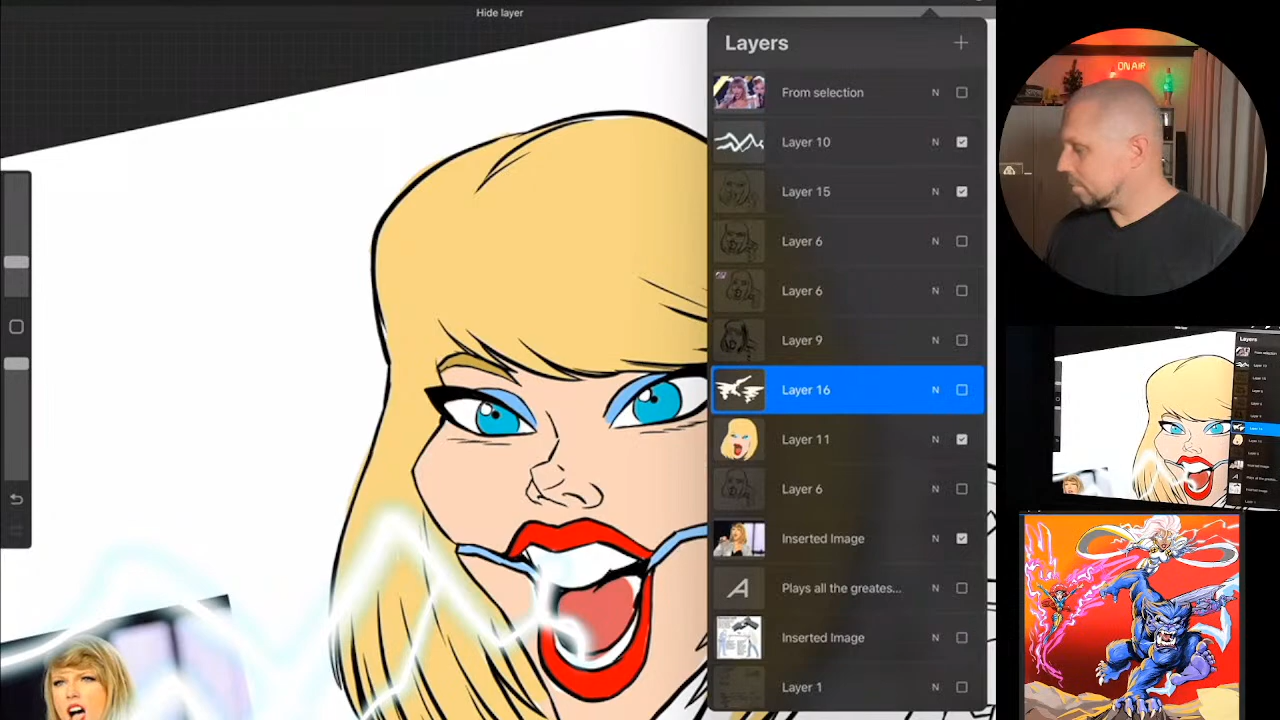 Hide layer
Layers
From selection N
Layer 10 N
Layer 15 N
Layer 6 N
Layer 6 N
Layer 9 N
Layer 16 N
Layer 11 N
Layer 6 N
Inserted Image N
Plays all the greates... N
Inserted Image N
Layer 1 N
ON AIR
Layers